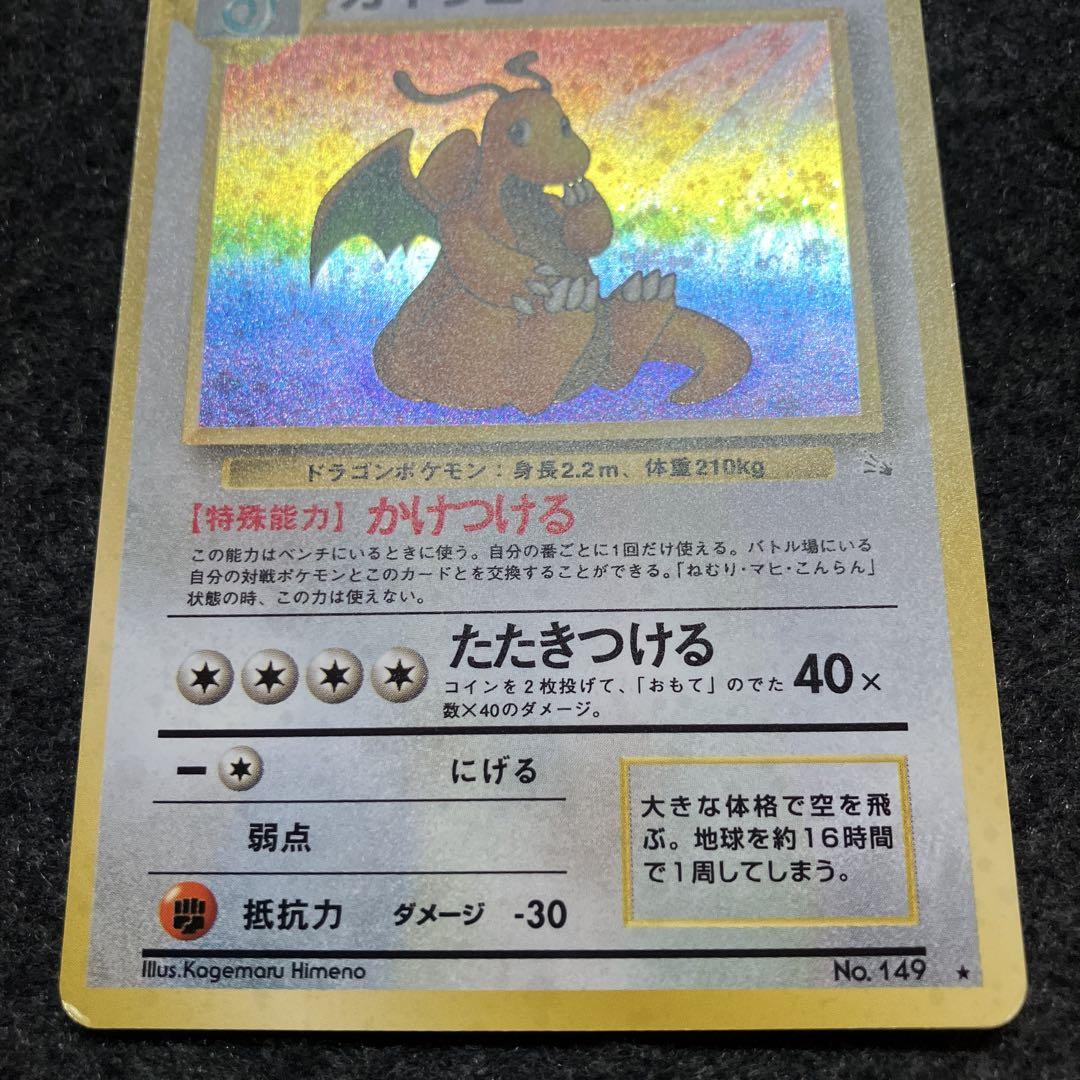 ドラゴンポケモン：身長2.2m、体重210kg
【特殊能力】かけつける
この能力はベンチにいるときに使う。自分の番ごとに1回だけ使える。バトル場にいる
自分の対戦ポケモンとこのカードとを交換することができる。「ねむり・マヒ・こんらん」
状態の時、この力は使えない。
たたきつける
コインを2枚投げて、「おもて」のでた
数×40のダメージ。
40×
にげる
弱点
抵抗力 ダメージ -30
大きな体格で空を飛
ぶ。地球を約16時間
で1周してしまう。
Illus.Kagemaru Himeno
No.149 ★